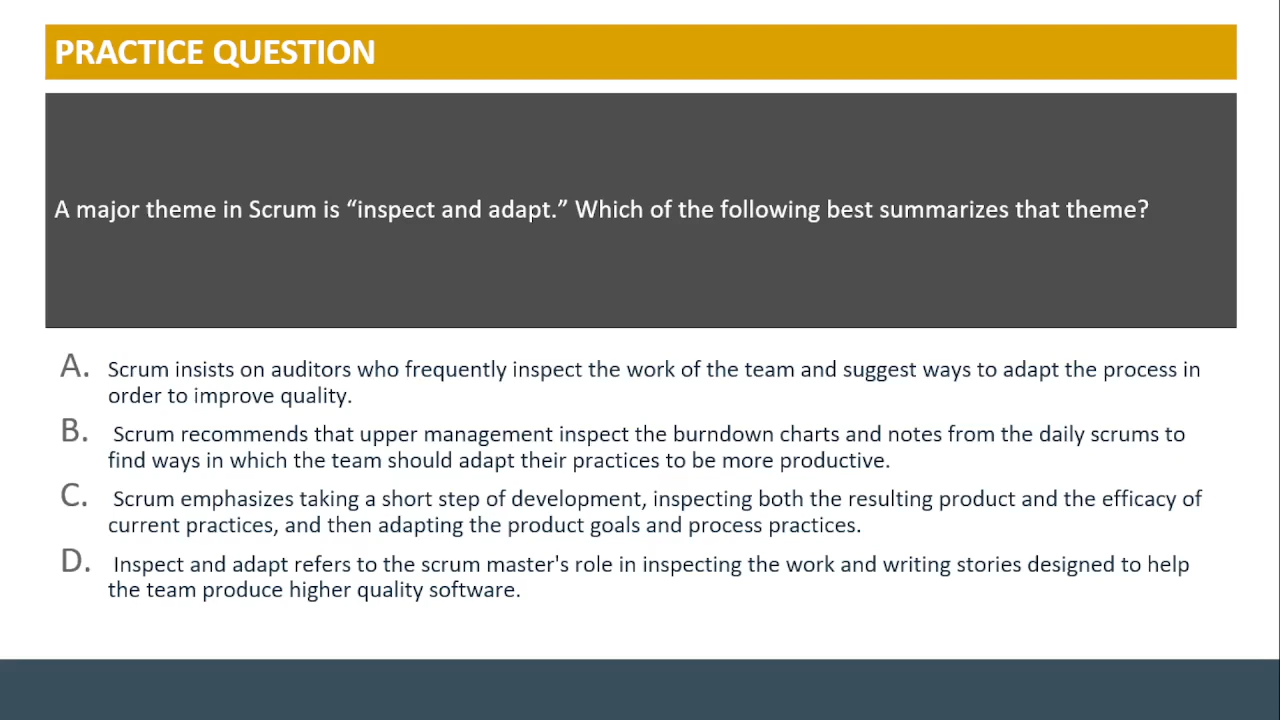 PRACTICE QUESTION
A major theme in Scrum is “inspect and adapt.” Which of the following best summarizes that theme?
A. Scrum insists on auditors who frequently inspect the work of the team and suggest ways to adapt the process in
order to improve quality.
B. Scrum recommends that upper management inspect the burndown charts and notes from the daily scrums to
find ways in which the team should adapt their practices to be more productive.
C. Scrum emphasizes taking a short step of development, inspecting both the resulting product and the efficacy of
current practices, and then adapting the product goals and process practices.
D. Inspect and adapt refers to the scrum master's role in inspecting the work and writing stories designed to help
the team produce higher quality software.